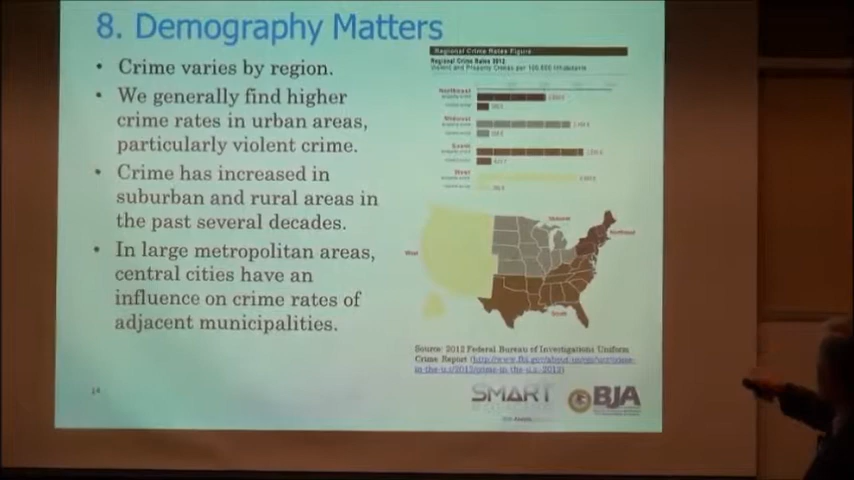 8. Demography Matters
• Crime varies by region.
• We generally find higher
crime rates in urban areas,
particularly violent crime.
• Crime has increased in
suburban and rural areas in
the past several decades.
• In large metropolitan areas,
central cities have an
influence on crime rates of
adjacent municipalities.
14
Regional Crime Rates Figure
Regional Crime Rates 2012
Violent and Property Crimes per 100,000 Inhabitants
Northeast
Midwest
South
West
Midwest
Northeast
West
South
Source: 2012 Federal Bureau of Investigations Uniform
Crime Report
SMART
BJA